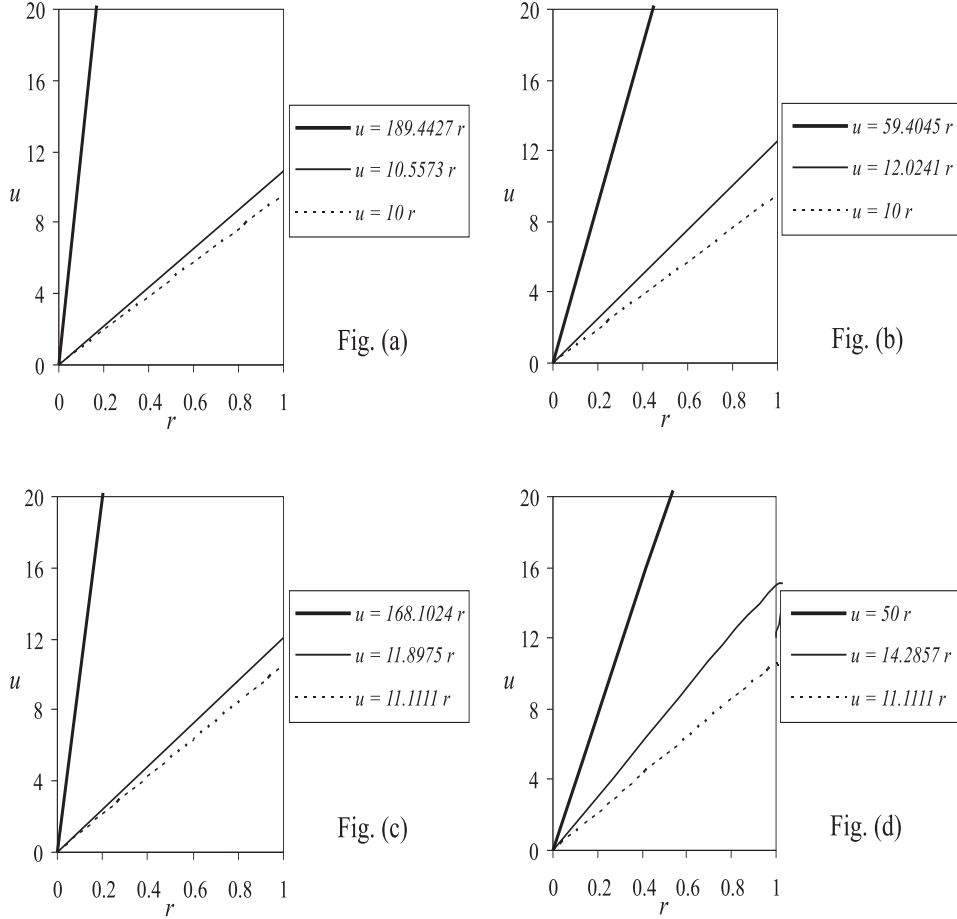 20
16
12
8
4
0
u
0 0.2 0.4 0.6 0.8 1
r
u = 189.4427 r
u = 10.5573 r
u = 10 r
Fig. (a)
20
16
12
8
4
0
u
0 0.2 0.4 0.6 0.8 1
r
u = 59.4045 r
u = 12.0241 r
u = 10 r
Fig. (b)
20
16
12
8
4
0
u
0 0.2 0.4 0.6 0.8 1
r
u = 168.1024 r
u = 11.8975 r
u = 11.1111 r
Fig. (c)
20
16
12
8
4
0
u
0 0.2 0.4 0.6 0.8 1
r
u = 50 r
u = 14.2857 r
u = 11.1111 r
Fig. (d)